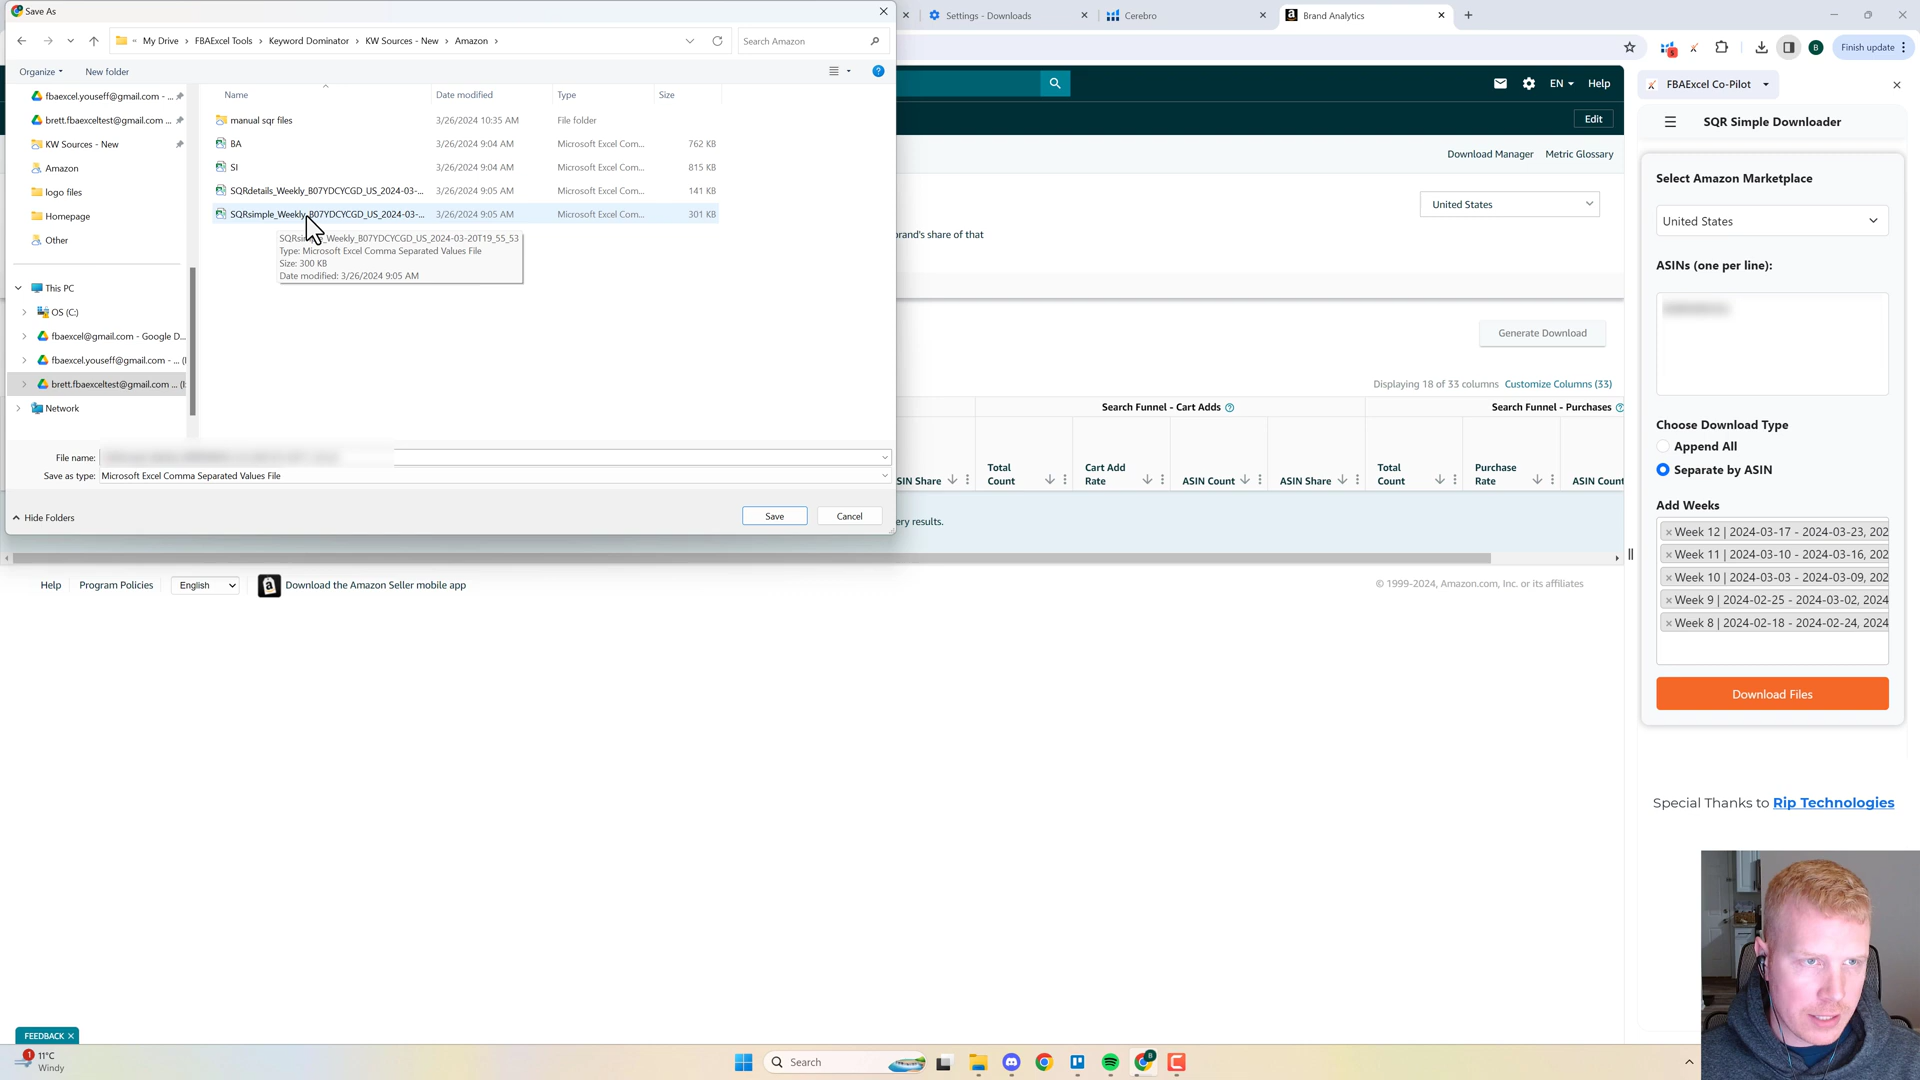 Save As
Settings - Downloads
Cerebro
Brand Analytics
My Drive > FBAExcel Tools > Keyword Dominator > KW Sources - New > Amazon >
Search Amazon
Finish update
Organize
New folder
EN
Help
FBAExcel Co-Pilot
Name
Date modified
Type
Size
fbaexcel.youseff@gmail.com - ...
brett.fbaexceltest@gmail.com ...
KW Sources - New
Amazon
logo files
Homepage
Other
This PC
OS (C:)
fbaexcel@gmail.com - Google D...
fbaexcel.youseff@gmail.com - ... (
brett.fbaexceltest@gmail.com ... (
Network
manual sqr files 3/26/2024 10:35 AM File folder
BA 3/26/2024 9:04 AM Microsoft Excel Com... 762 KB
SI 3/26/2024 9:04 AM Microsoft Excel Com... 815 KB
SQRdetails_Weekly_B07YDCYCGD_US_2024-03-... 3/26/2024 9:05 AM Microsoft Excel Com... 141 KB
SQRsimple_Weekly_B07YDCYCGD_US_2024-03-... 3/26/2024 9:05 AM Microsoft Excel Com... 301 KB
Weekly_B07YDCYCGD_US_2024-03-20T19_55_53
Type: Microsoft Excel Comma Separated Values File
Size: 300 KB
Date modified: 3/26/2024 9:05 AM
File name:
Save as type: Microsoft Excel Comma Separated Values File
Hide Folders
Save
Cancel
Edit
Download Manager
Metric Glossary
United States
brand's share of that
Generate Download
Displaying 18 of 33 columns Customize Columns (33)
Search Funnel - Cart Adds
Search Funnel - Purchases
ASIN Share
Total Count
Cart Add Rate
ASIN Count
ASIN Share
Total Count
Purchase Rate
ASIN Count
query results.
Help
Program Policies
English
Download the Amazon Seller mobile app
© 1999-2024, Amazon.com, Inc. or its affiliates
SQR Simple Downloader
Select Amazon Marketplace
United States
ASINs (one per line):
Choose Download Type
Append All
Separate by ASIN
Add Weeks
× Week 12 | 2024-03-17 - 2024-03-23, 202
× Week 11 | 2024-03-10 - 2024-03-16, 202
× Week 10 | 2024-03-03 - 2024-03-09, 202
× Week 9 | 2024-02-25 - 2024-03-02, 2024
× Week 8 | 2024-02-18 - 2024-02-24, 2024
Download Files
Special Thanks to Rip Technologies
FEEDBACK ×
1
11°C
Windy
Search